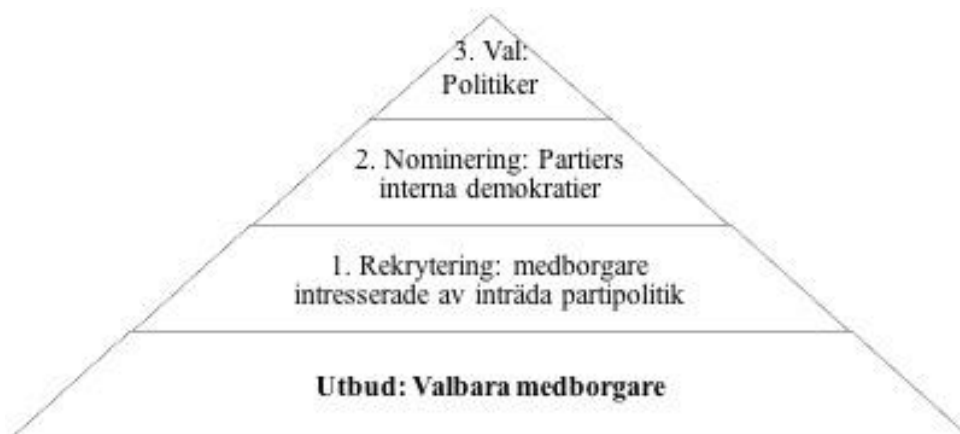 3. Val:
Politiker
2. Nominering: Partiers
interna demokratier
1. Rekrytering: medborgare
intresserade av inträda partipolitik
Utbud: Valbara medborgare